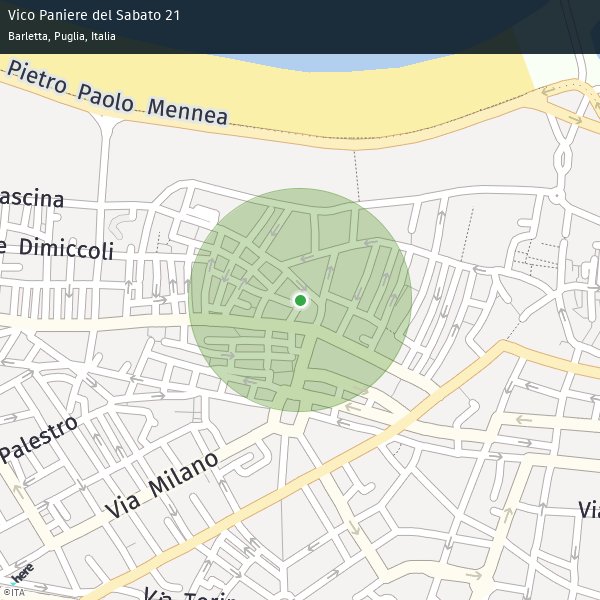 Vico Paniere del Sabato 21
Barletta, Puglia, Italia
Pietro Paolo Mennea
ascina
e Dimiccoli
Palestro
Via Milano
Via
here
Via Torin
©ITA